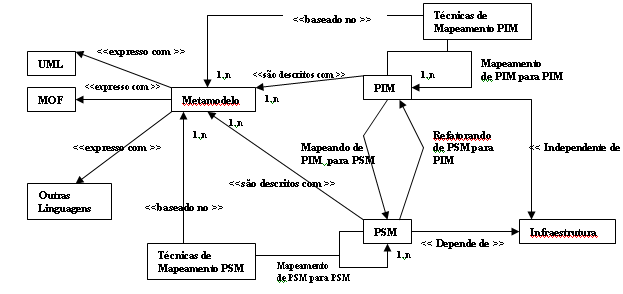 <<baseado no >>
Técnicas de
Mapeamento PIM
UML
<<expresso com >>
1,n
<<são descritos com>>
1,n
Mapeamento
de PIM para PIM
MOF
<<expresso com >>
Metamodelo
1,n
PIM
1,n
1,n
<<expresso com >>
Mapeando de
PIM para PSM
Refatorando
de PSM para
PIM
<< Independente de
Outras
Linguagens
<<são descritos com >>
<<baseado no >>
PSM
Infraestrutura
Técnicas de
Mapeamento PSM
1,n
<< Depende de >>
Mapeamento
de PSM para PSM